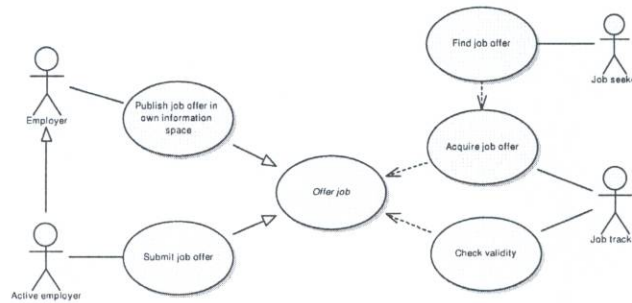 Find job offer
Job seeke
Employer
Publish job offer in
own information
space
Acquire job offer
Offer job
Job track
Submit job offer
Check validity
Active employer